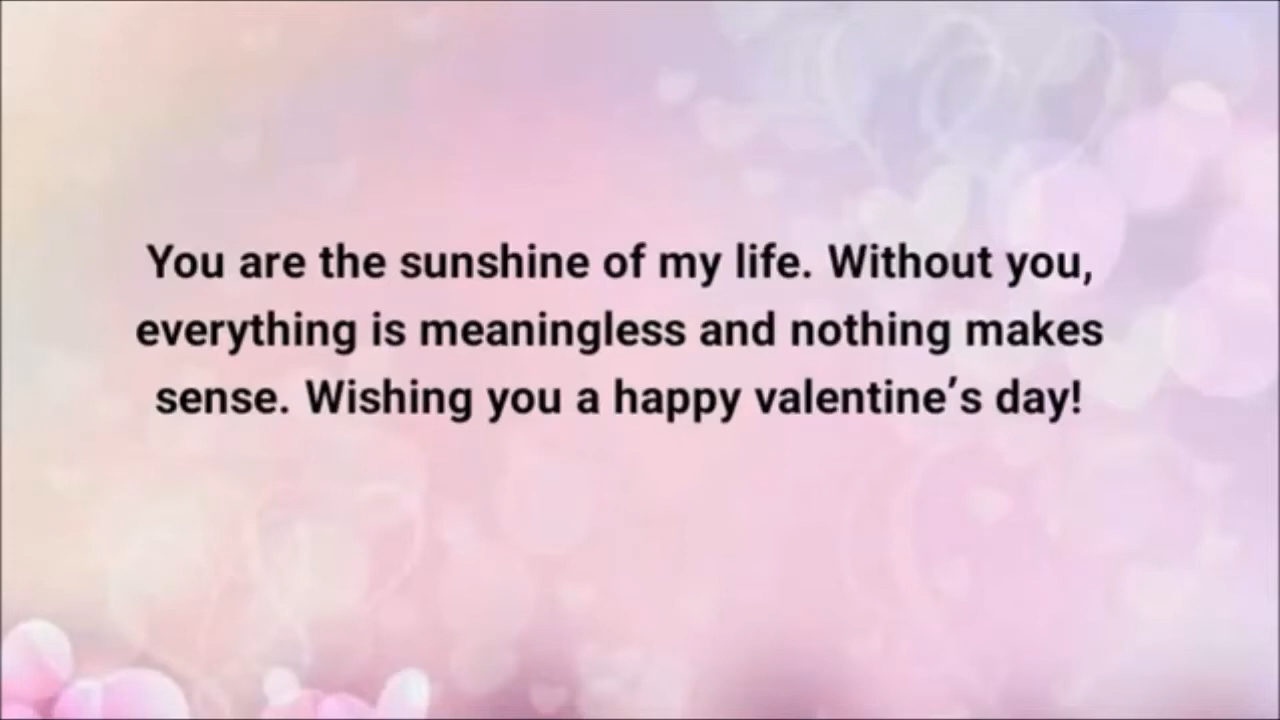 You are the sunshine of my life. Without you,
everything is meaningless and nothing makes
sense. Wishing you a happy valentine’s day!